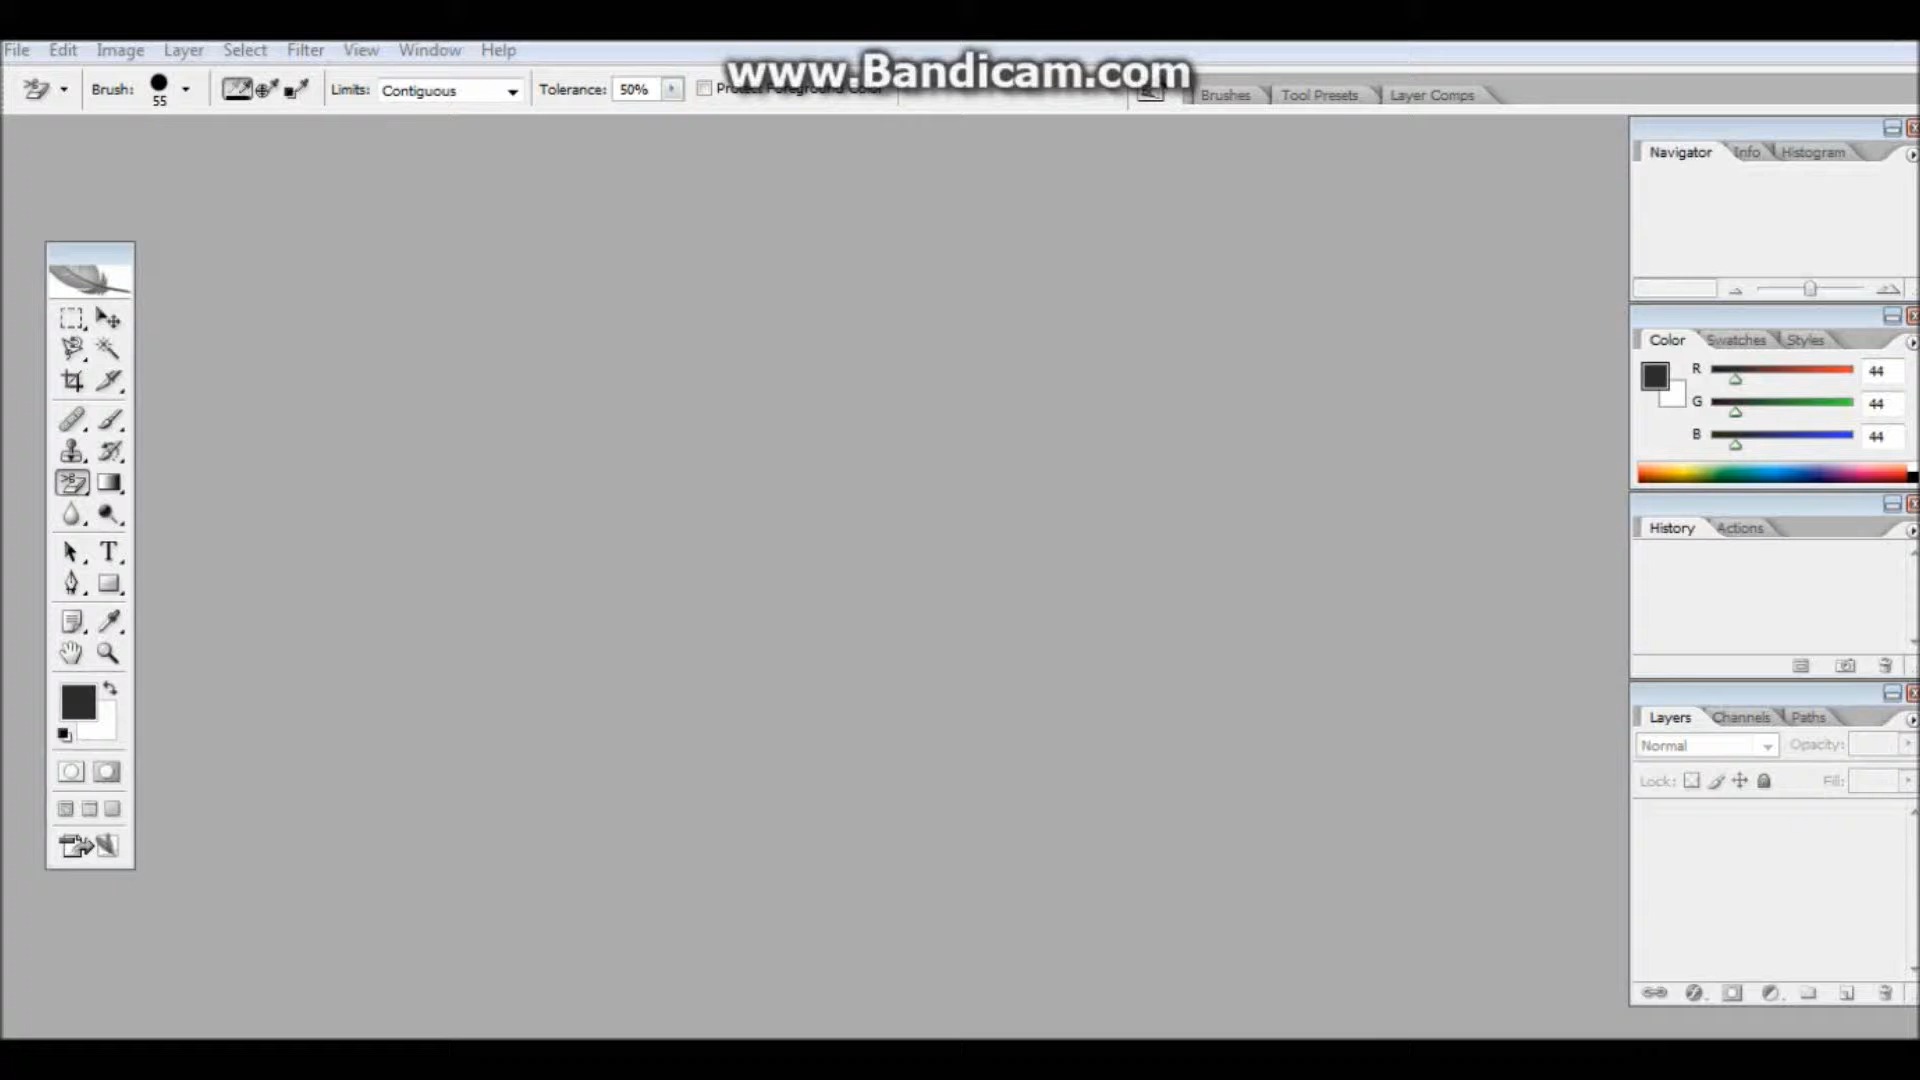 File Edit Image Layer Select Filter View Window Help
www.Bandicam.com
Brush: 55 Limits: Contiguous Tolerance: 50% Protect Foreground Color
Brushes Tool Presets Layer Comps
Navigator Info Histogram
Color Swatches Styles
R 44
G 44
B 44
History Actions
Layers Channels Paths
Normal Opacity:
Lock: Fill:
T